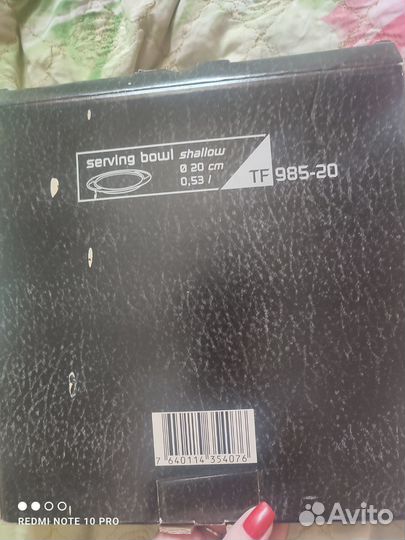 serving bowl shallow
Ø 20 cm
0,53 l
TF 985-20
7 640114 354076
REDMI NOTE 10 PRO
Avito